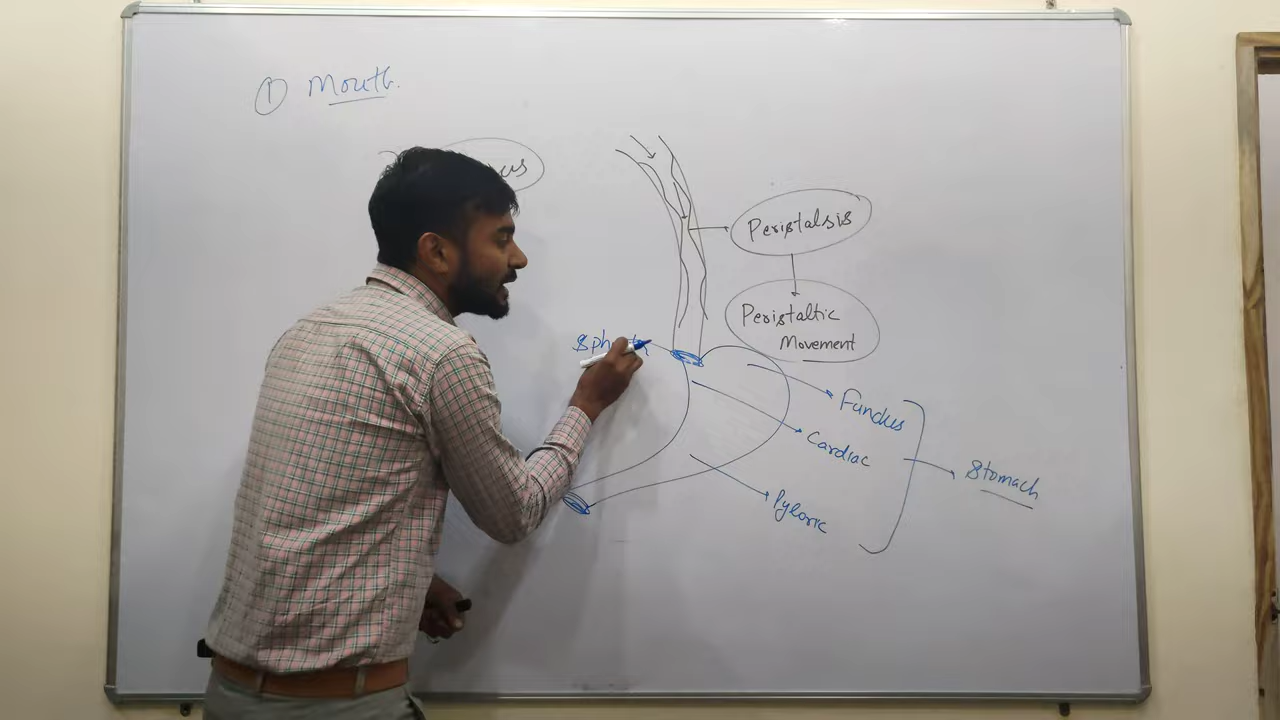 ① Mouth.
Peristalsis
Peristaltic
Movement
Fundus
Cardiac
Pyloric
Stomach